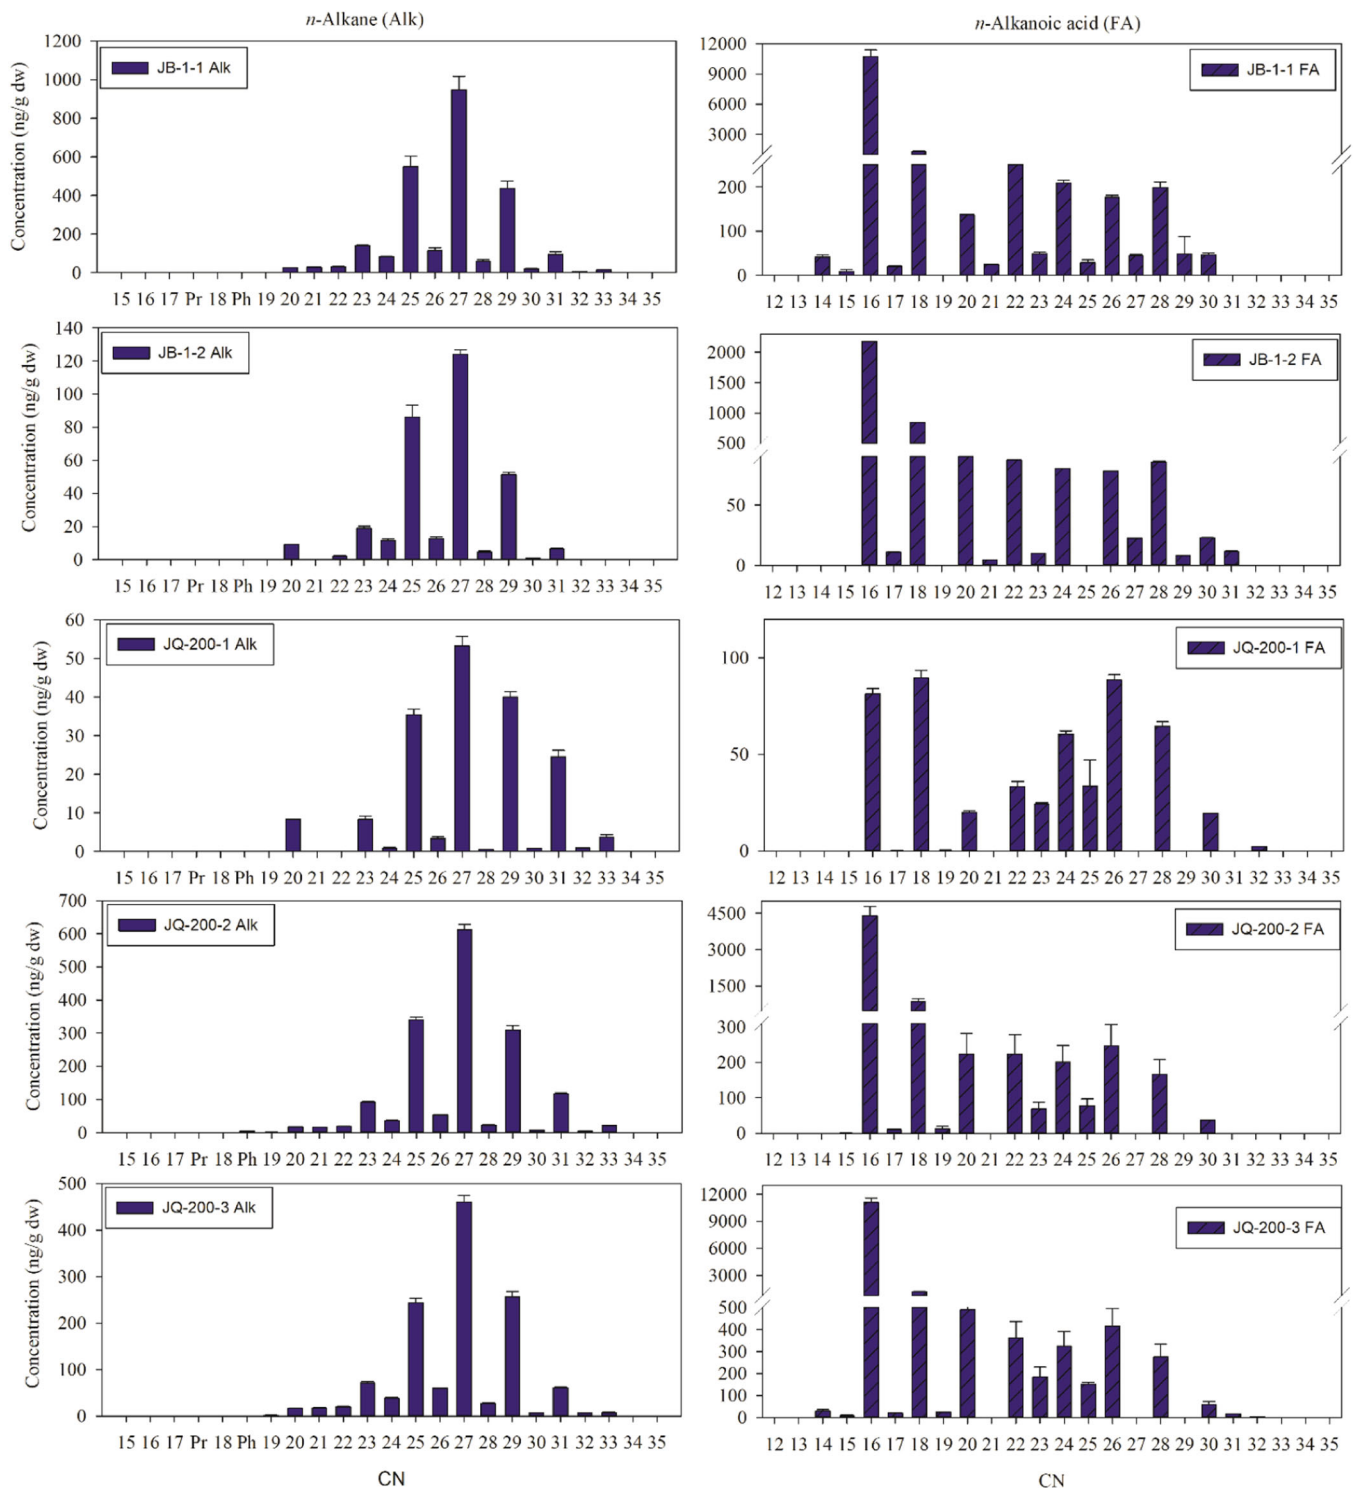 n-Alkane (Alk)
n-Alkanoic acid (FA)
Concentration (ng/g dw)
1200
1000
800
600
400
200
0
JB-1-1 Alk
15 16 17 Pr 18 Ph 19 20 21 22 23 24 25 26 27 28 29 30 31 32 33 34 35
12000
9000
6000
3000
200
100
0
JB-1-1 FA
12 13 14 15 16 17 18 19 20 21 22 23 24 25 26 27 28 29 30 31 32 33 34 35
Concentration (ng/g dw)
140
120
100
80
60
40
20
0
JB-1-2 Alk
15 16 17 Pr 18 Ph 19 20 21 22 23 24 25 26 27 28 29 30 31 32 33 34 35
2000
1500
1000
500
50
0
JB-1-2 FA
12 13 14 15 16 17 18 19 20 21 22 23 24 25 26 27 28 29 30 31 32 33 34 35
Concentration (ng/g dw)
60
50
40
30
20
10
0
JQ-200-1 Alk
15 16 17 Pr 18 Ph 19 20 21 22 23 24 25 26 27 28 29 30 31 32 33 34 35
100
50
0
JQ-200-1 FA
12 13 14 15 16 17 18 19 20 21 22 23 24 25 26 27 28 29 30 31 32 33 34 35
Concentration (ng/g dw)
700
600
500
400
300
200
100
0
JQ-200-2 Alk
15 16 17 Pr 18 Ph 19 20 21 22 23 24 25 26 27 28 29 30 31 32 33 34 35
4500
1500
300
200
100
0
JQ-200-2 FA
12 13 14 15 16 17 18 19 20 21 22 23 24 25 26 27 28 29 30 31 32 33 34 35
Concentration (ng/g dw)
500
400
300
200
100
0
JQ-200-3 Alk
15 16 17 Pr 18 Ph 19 20 21 22 23 24 25 26 27 28 29 30 31 32 33 34 35
CN
12000
9000
6000
3000
500
400
300
200
100
0
JQ-200-3 FA
12 13 14 15 16 17 18 19 20 21 22 23 24 25 26 27 28 29 30 31 32 33 34 35
CN